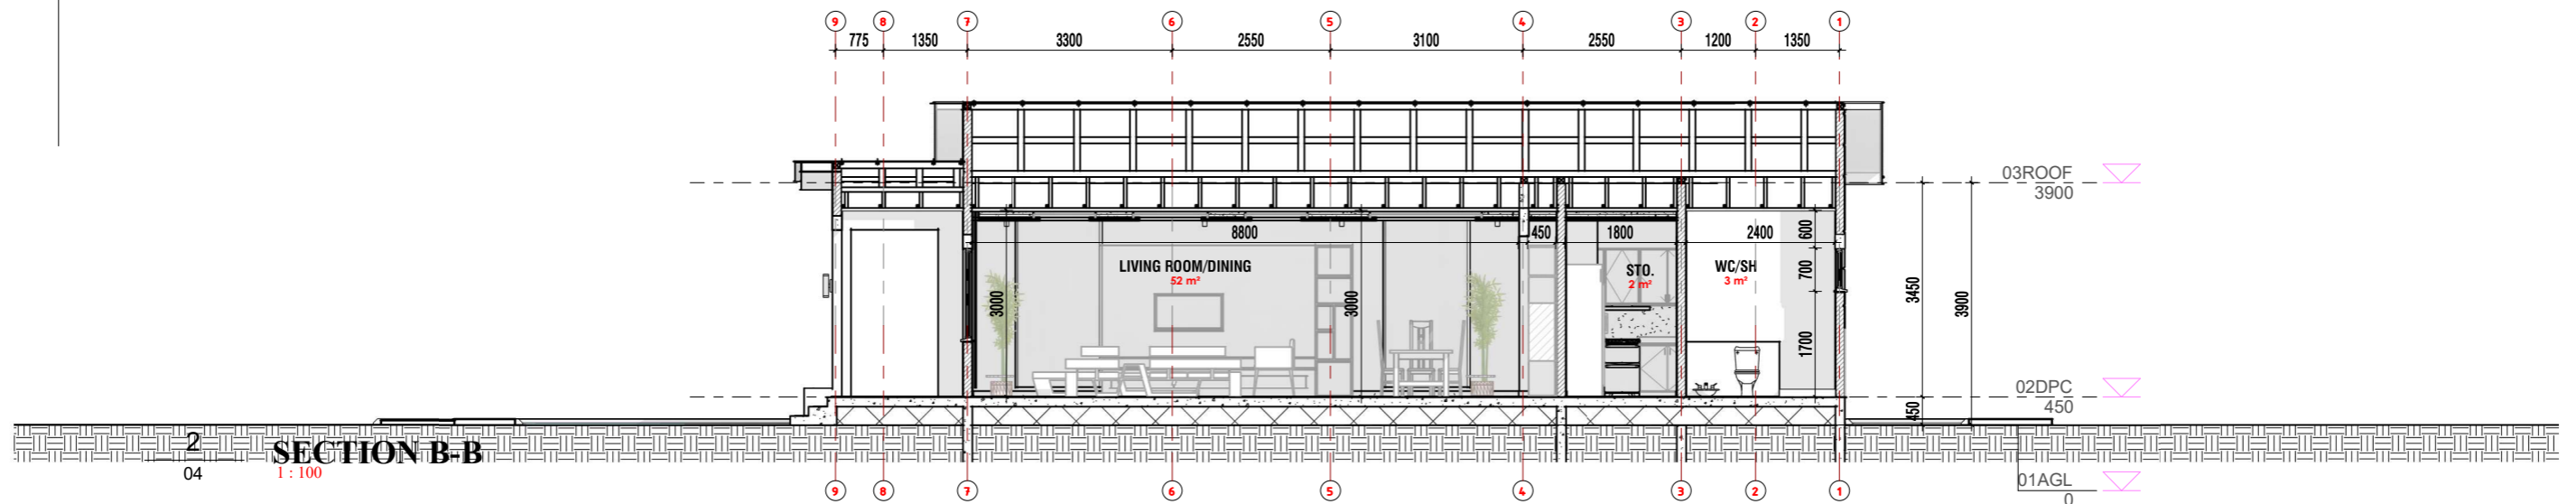 9 8 7 6 5 4 3 2 1
775 1350 3300 2550 3100 2550 1200 1350
03ROOF
3900
8800 450 1800 2400 600
LIVING ROOM/DINING
52 m²
STO.
2 m²
WC/SH
3 m²
700
3000
3000
3450
3900
1700
02DPC
450
450
2
04
SECTION B-B
1 : 100
01AGL
0
9 8 7 6 5 4 3 2 1